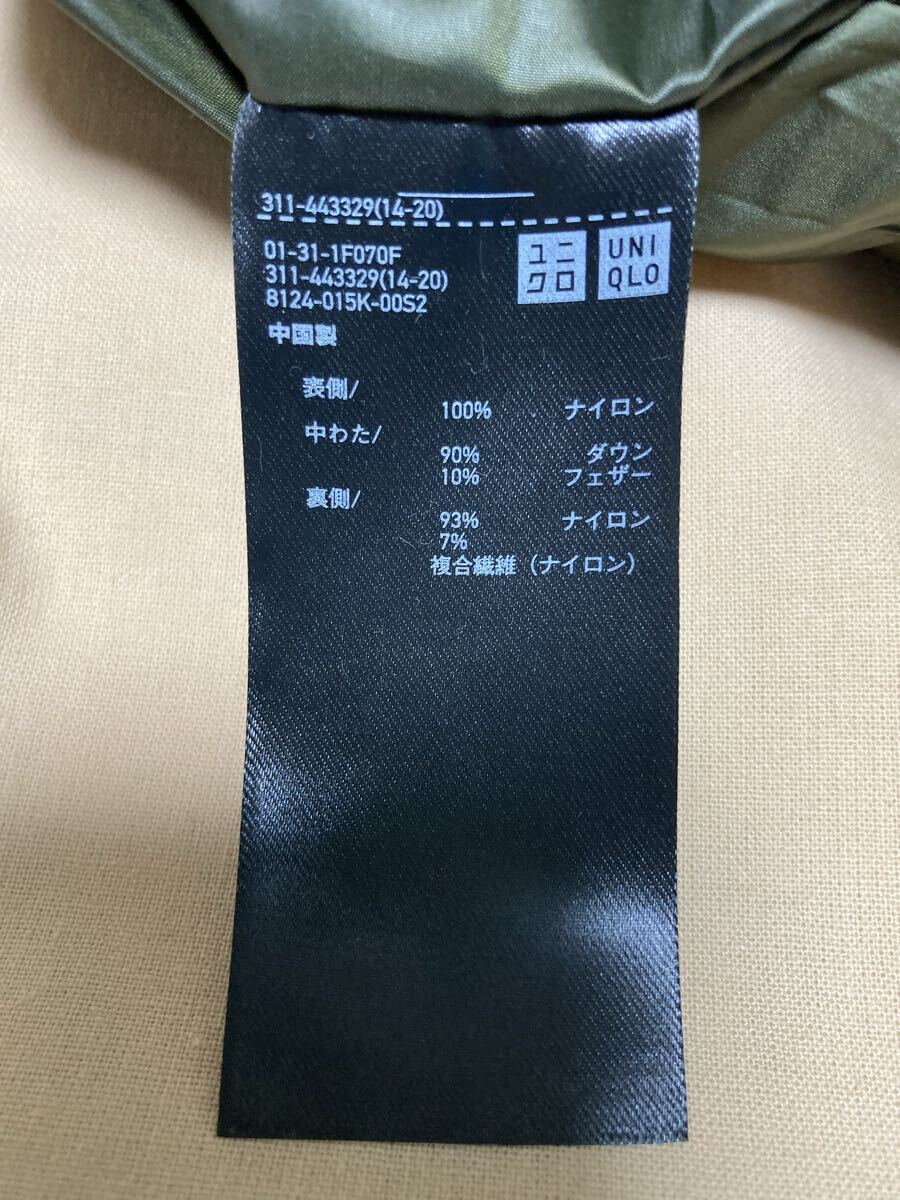 311-443329(14-20)
01-31-1F070F
311-443329(14-20)
8124-015K-00S2
中国製
ユニ
クロ
UNI
QLO
表側/
100% ナイロン
中わた/
90% ダウン
10% フェザー
裏側/
93% ナイロン
7%
複合繊維(ナイロン)